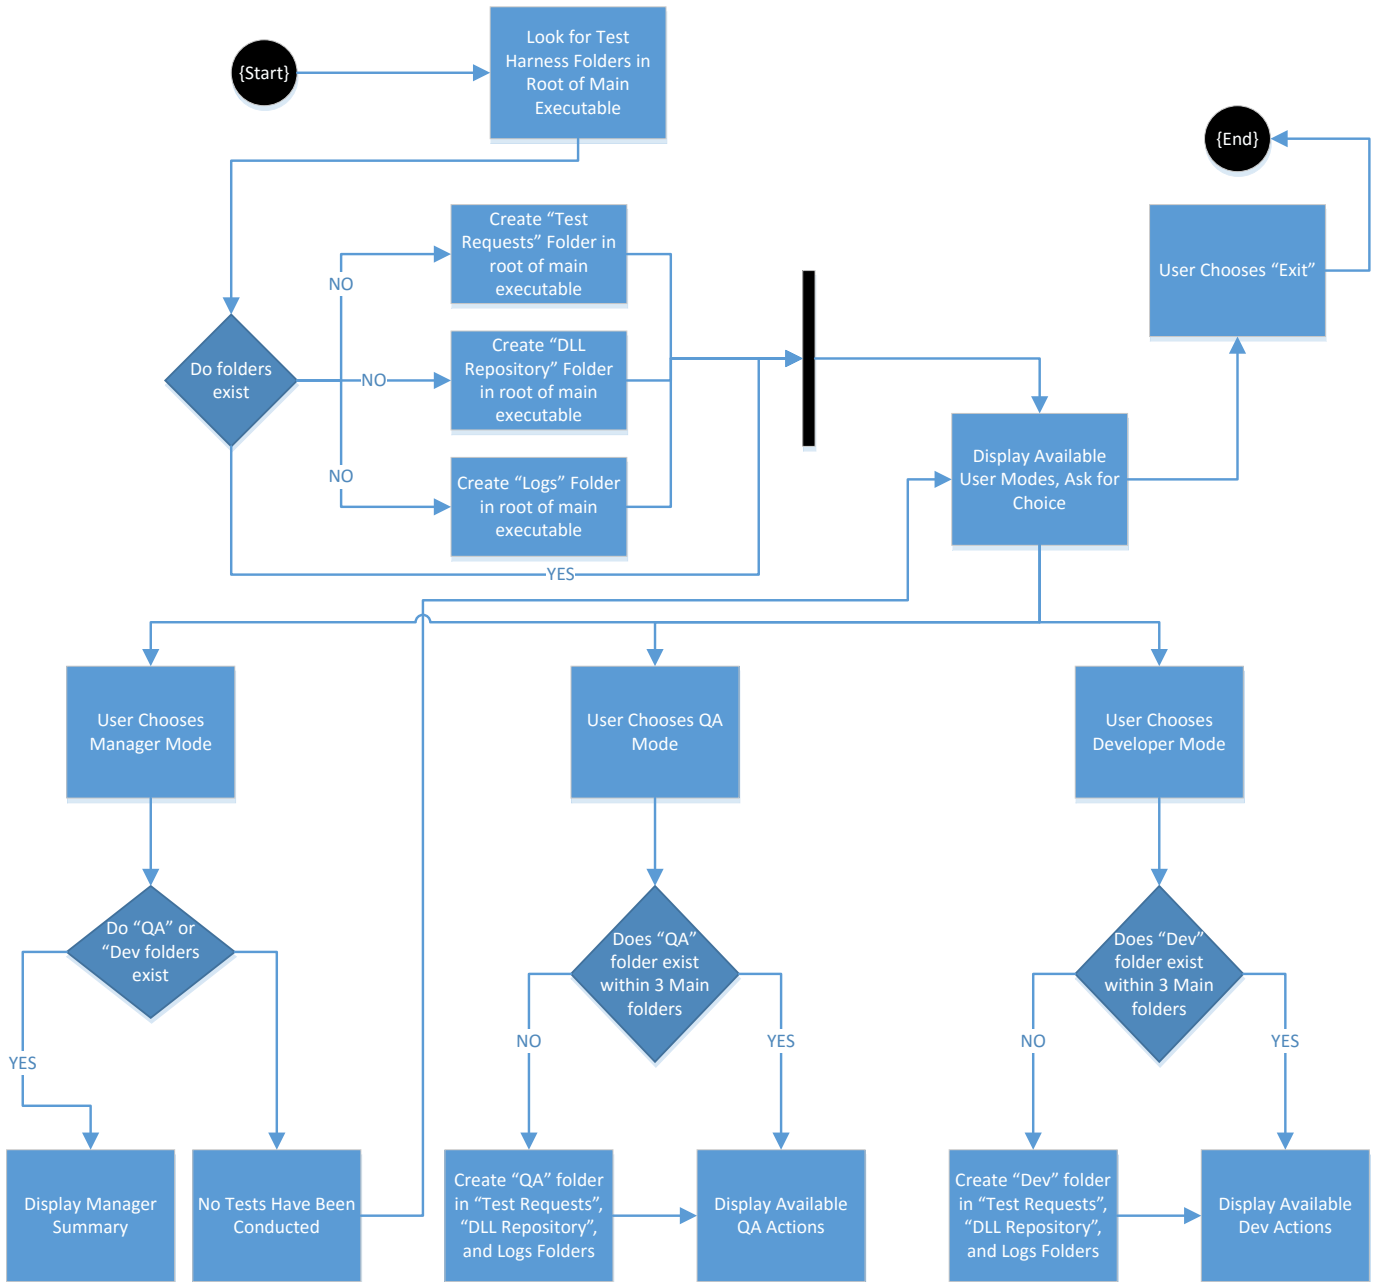 {Start}
Look for Test
Harness Folders in
Root of Main
Executable
{End}
Create “Test
Requests” Folder in
root of main
executable
User Chooses “Exit”
NO
Do folders
exist
NO
Create “DLL
Repository” Folder
in root of main
executable
NO
Create “Logs” Folder
in root of main
executable
Display Available
User Modes, Ask for
Choice
YES
User Chooses
Manager Mode
User Chooses QA
Mode
User Chooses
Developer Mode
Do “QA” or
“Dev folders
exist
Does “QA”
folder exist
within 3 Main
folders
Does “Dev”
folder exist
within 3 Main
folders
YES
NO
YES
NO
YES
Display Manager
Summary
No Tests Have Been
Conducted
Create “QA” folder
in “Test Requests”,
“DLL Repository”,
and Logs Folders
Display Available
QA Actions
Create “Dev” folder
in “Test Requests”,
“DLL Repository”,
and Logs Folders
Display Available
Dev Actions